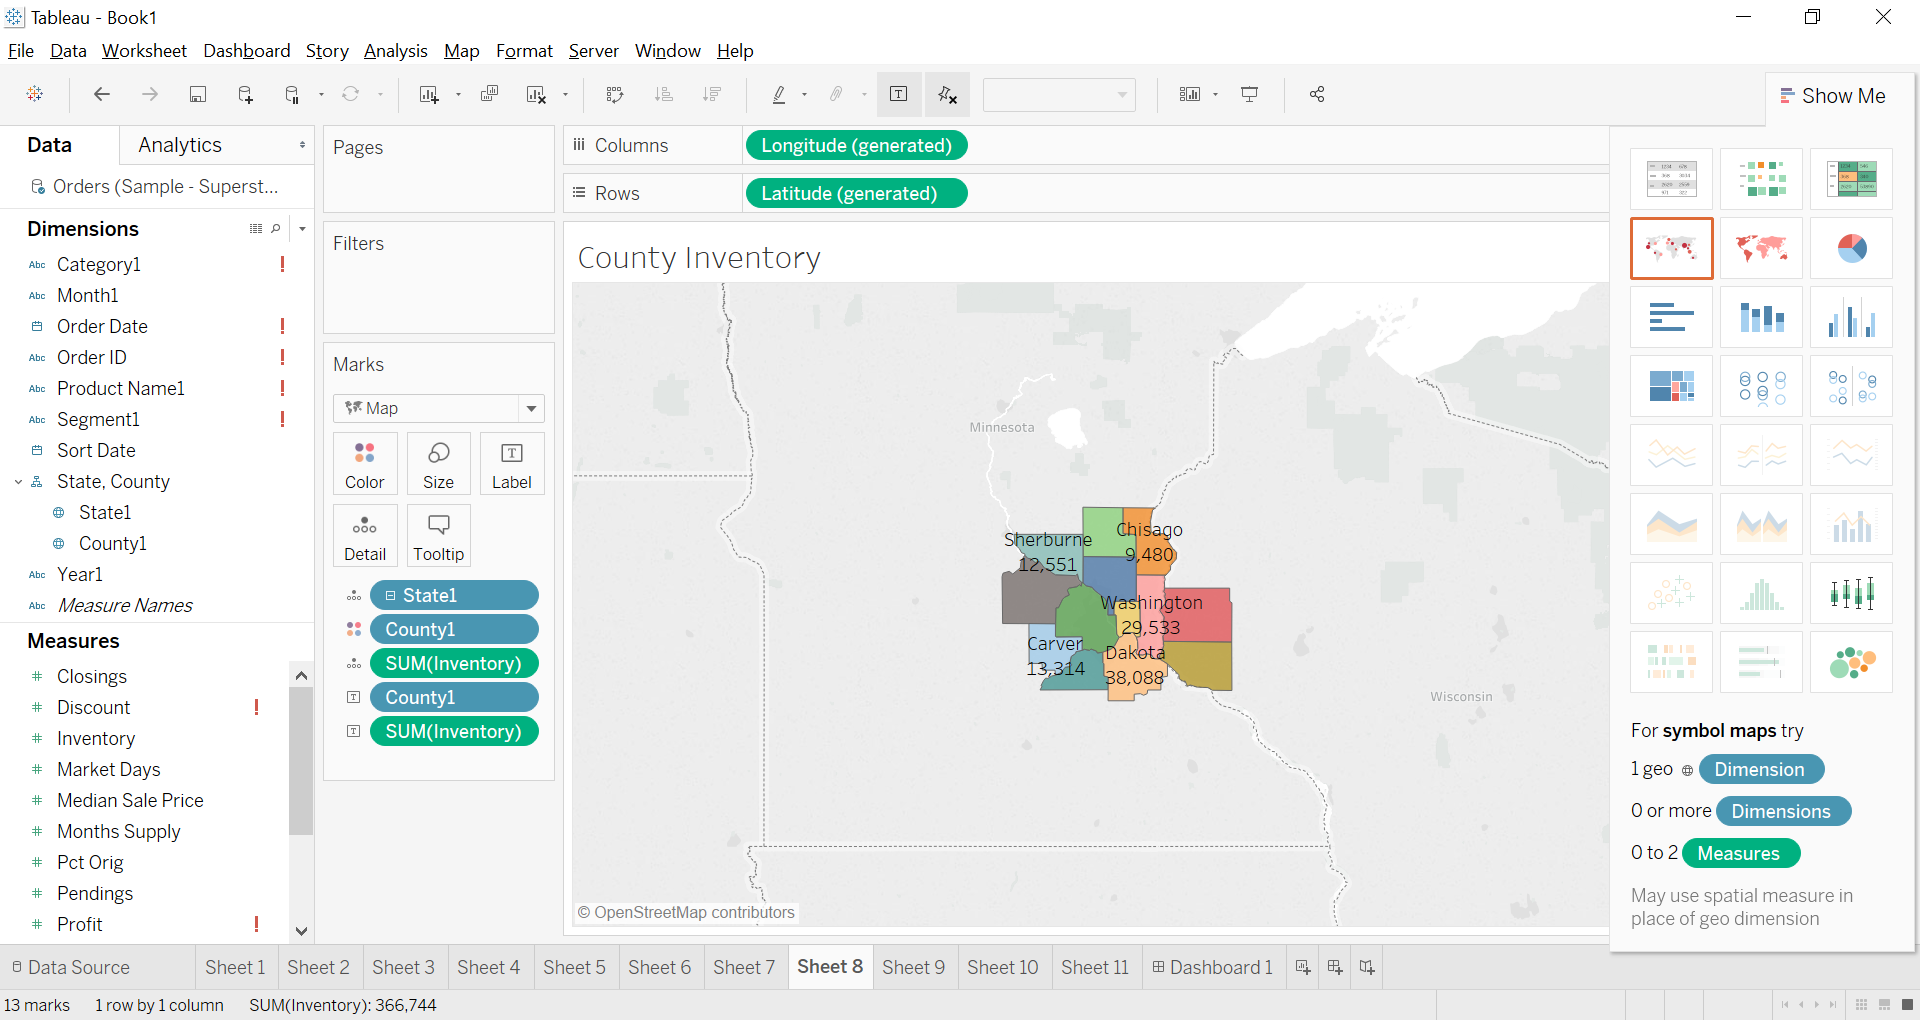 Tableau - Book1
File Data Worksheet Dashboard Story Analysis Map Format Server Window Help
Show Me
Data Analytics
Orders (Sample - Superst...
Dimensions
Abc Category1 !
Abc Month1
Order Date !
Abc Order ID !
Abc Product Name1 !
Abc Segment1 !
Sort Date
State, County
State1
County1
Abc Year1
Abc Measure Names
Measures
# Closings
# Discount !
# Inventory
# Market Days
# Median Sale Price
# Months Supply
# Pct Orig
# Pendings
# Profit !
Pages
Filters
Marks
Map
Color Size Label
Detail Tooltip
State1
County1
SUM(Inventory)
County1
SUM(Inventory)
Columns Longitude (generated)
Rows Latitude (generated)
County Inventory
Minnesota
Chisago
9,480
Sherburne
12,551
Washington
29,533
Carver
13,314
Dakota
38,088
Wisconsin
© OpenStreetMap contributors
For symbol maps try
1 geo Dimension
0 or more Dimensions
0 to 2 Measures
May use spatial measure in
place of geo dimension
Data Source Sheet 1 Sheet 2 Sheet 3 Sheet 4 Sheet 5 Sheet 6 Sheet 7 Sheet 8 Sheet 9 Sheet 10 Sheet 11 Dashboard 1
13 marks 1 row by 1 column SUM(Inventory): 366,744